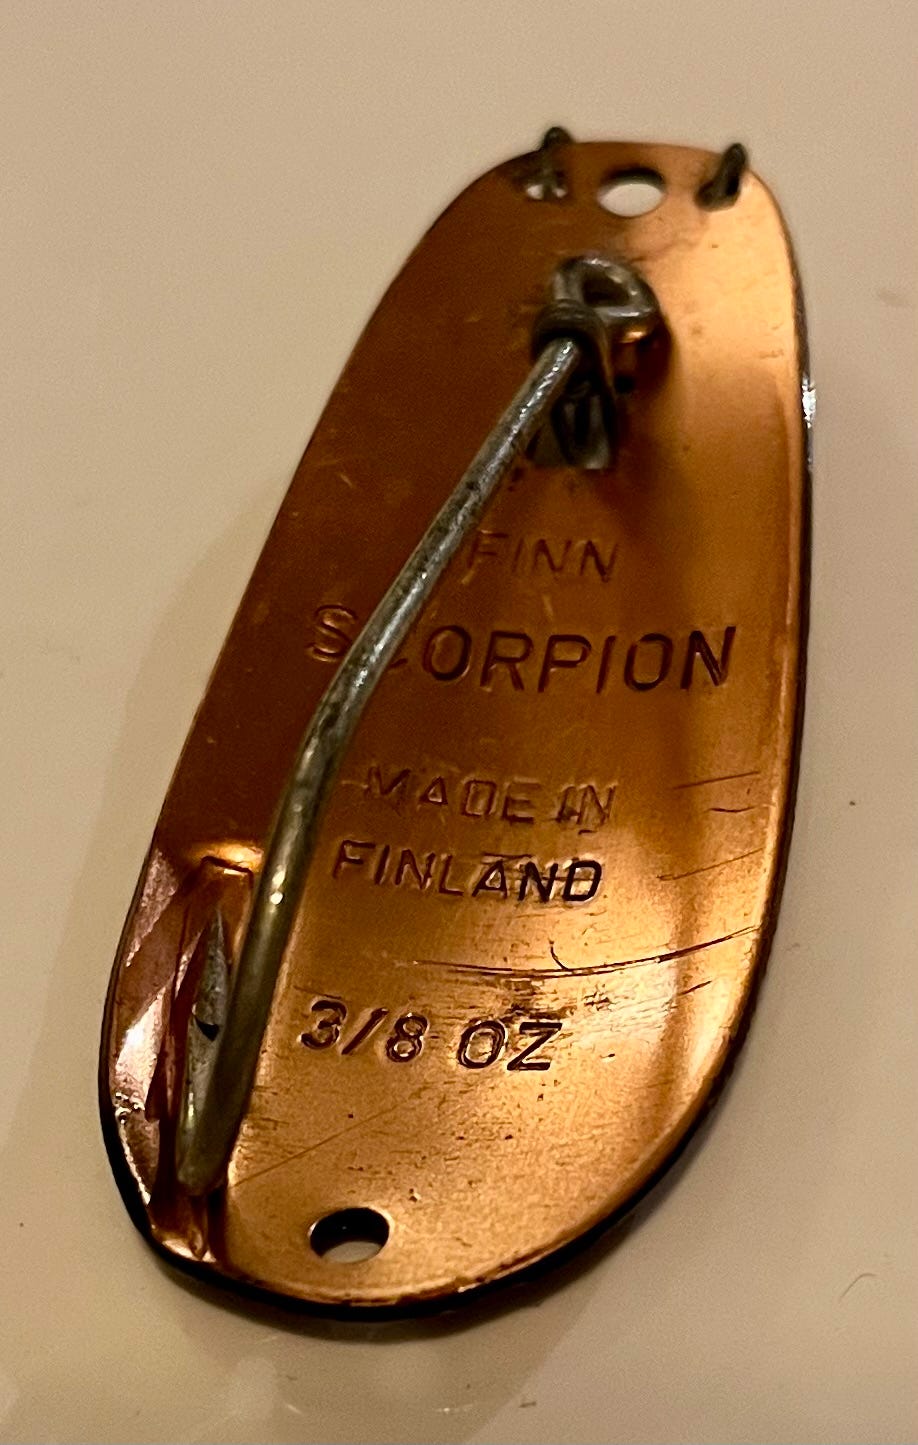 FINN
SCORPION
MADE IN
FINLAND
3/8 OZ